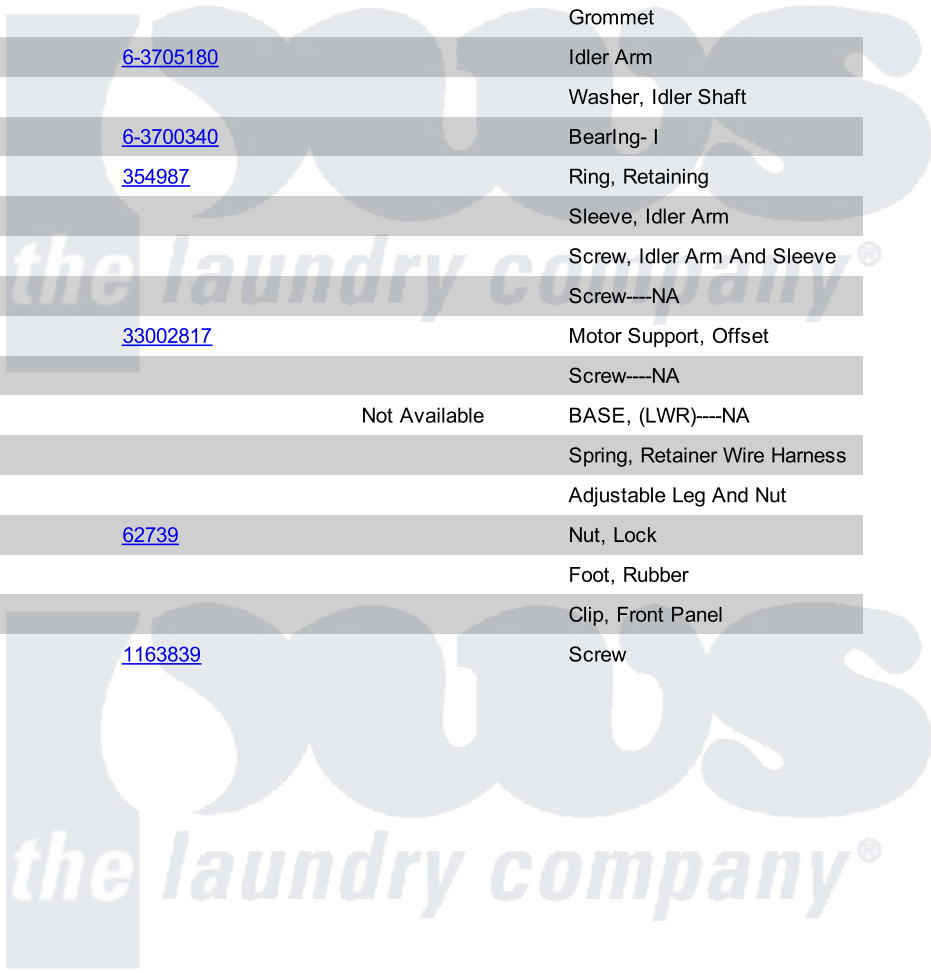 Grommet
6-3705180 Idler Arm
Washer, Idler Shaft
6-3700340 BearIng- I
354987 Ring, Retaining
Sleeve, Idler Arm
Screw, Idler Arm And Sleeve
Screw----NA
33002817 Motor Support, Offset
Screw----NA
Not Available BASE, (LWR)----NA
Spring, Retainer Wire Harness
Adjustable Leg And Nut
62739 Nut, Lock
Foot, Rubber
Clip, Front Panel
1163839 Screw
pws
the laundry company®
pws
the laundry company®